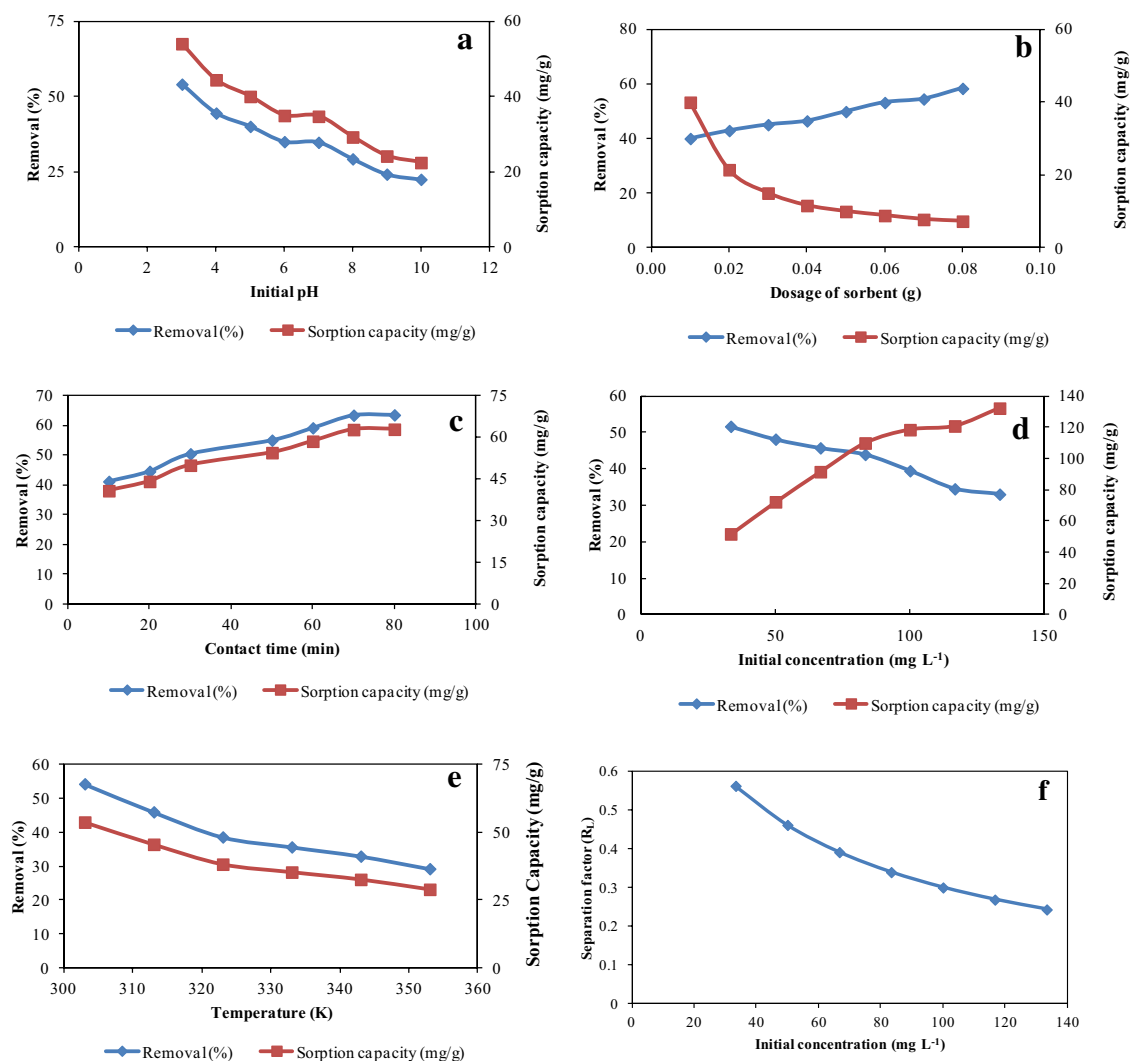 a
75
50
25
0
60
40
20
0
0 2 4 6 8 10 12
Removal (%)
Sorption capacity (mg/g)
Initial pH
Removal (%) Sorption capacity (mg/g)
b
80
60
40
20
0
60
40
20
0
0.00 0.02 0.04 0.06 0.08 0.10
Removal (%)
Sorption capacity (mg/g)
Dosage of sorbent (g)
Removal (%) Sorption capacity (mg/g)
c
70
60
50
40
30
20
10
0
75
60
45
30
15
0
0 20 40 60 80 100
Removal (%)
Sorption capacity (mg/g)
Contact time (min)
Removal (%) Sorption capacity (mg/g)
d
60
50
40
30
20
10
0
140
120
100
80
60
40
20
0
0 50 100 150
Removal (%)
Sorption capacity (mg/g)
Initial concentration (mg L⁻¹)
Removal (%) Sorption capacity (mg/g)
e
60
50
40
30
20
10
0
75
50
25
0
300 310 320 330 340 350 360
Removal (%)
Sorption Capacity (mg/g)
Temperature (K)
Removal (%) Sorption capacity (mg/g)
f
0.6
0.5
0.4
0.3
0.2
0.1
0
0 20 40 60 80 100 120 140
Separation factor (R_L)
Initial concentration (mg L⁻¹)